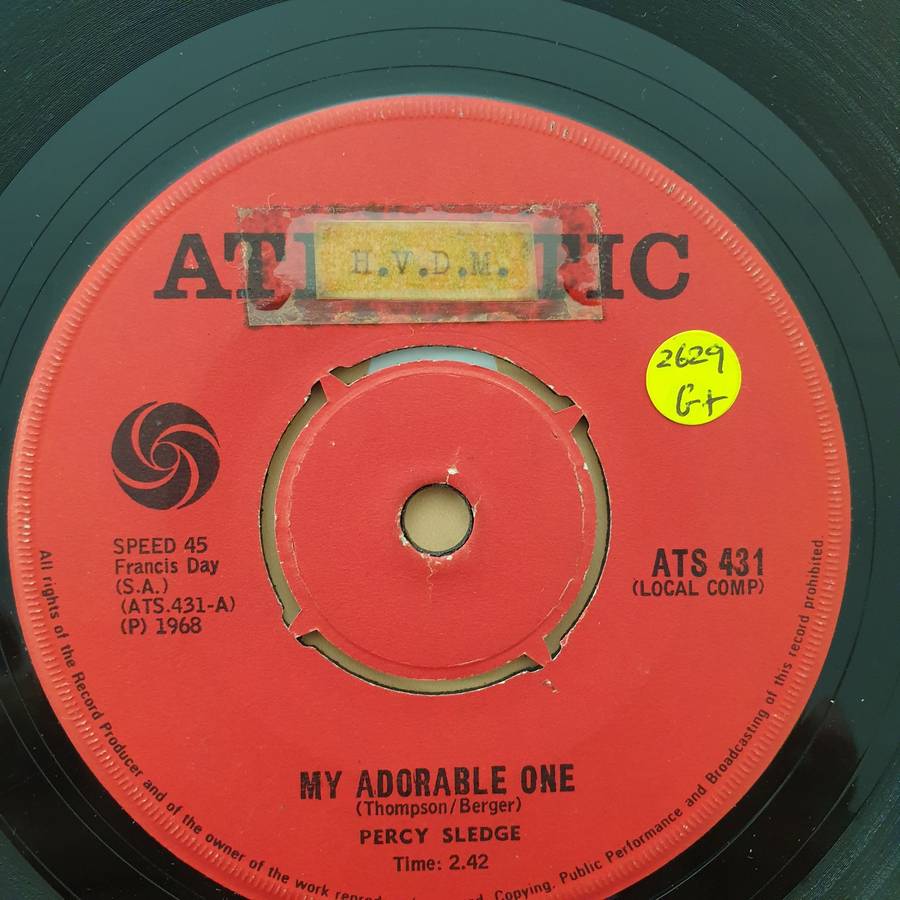 ATL TIC
H.V.D.M.
2629
G+
SPEED 45
Francis Day
(S.A.)
(ATS.431-A)
(P) 1968
ATS 431
(LOCAL COMP)
MY ADORABLE ONE
(Thompson/Berger)
PERCY SLEDGE
Time: 2.42
All rights of the Record Producer and of the owner of the work Copying, Public Performance and Broadcasting of this record prohibited.